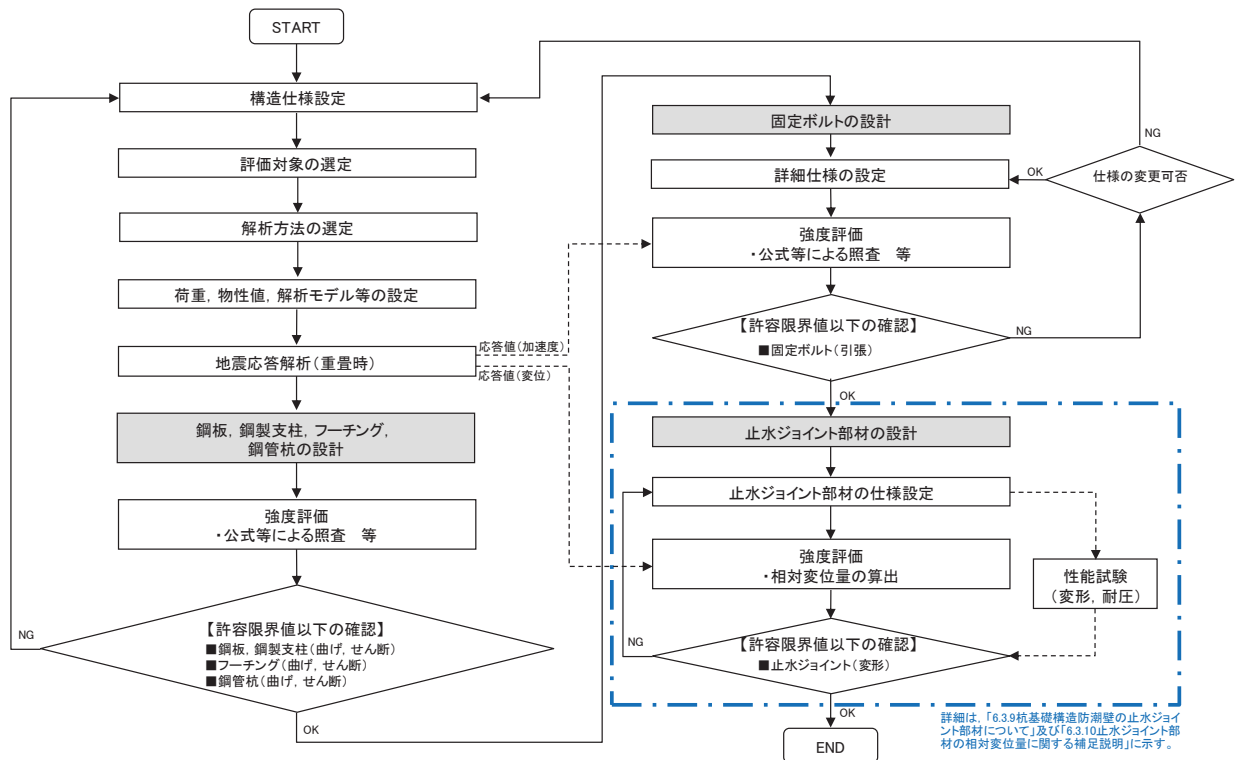 START
構造仕様設定
評価対象の選定
解析方法の選定
荷重，物性値，解析モデル等の設定
地震応答解析（重畳時）
応答値（加速度）
応答値（変位）
鋼板，鋼製支柱，フーチング，
鋼管杭の設計
強度評価
・公式等による照査　等
【許容限界値以下の確認】
■鋼板，鋼製支柱（曲げ，せん断）
■フーチング（曲げ，せん断）
■鋼管杭（曲げ，せん断）
NG
OK
固定ボルトの設計
詳細仕様の設定
OK
仕様の変更可否
NG
強度評価
・公式等による照査　等
【許容限界値以下の確認】
■固定ボルト（引張）
NG
OK
止水ジョイント部材の設計
止水ジョイント部材の仕様設定
強度評価
・相対変位量の算出
性能試験
（変形，耐圧）
【許容限界値以下の確認】
■止水ジョイント（変形）
NG
OK
END
詳細は，「6.3.9杭基礎構造防潮壁の止水ジョイ
ント部材について」及び「6.3.10止水ジョイント部
材の相対変位量に関する補足説明」に示す。